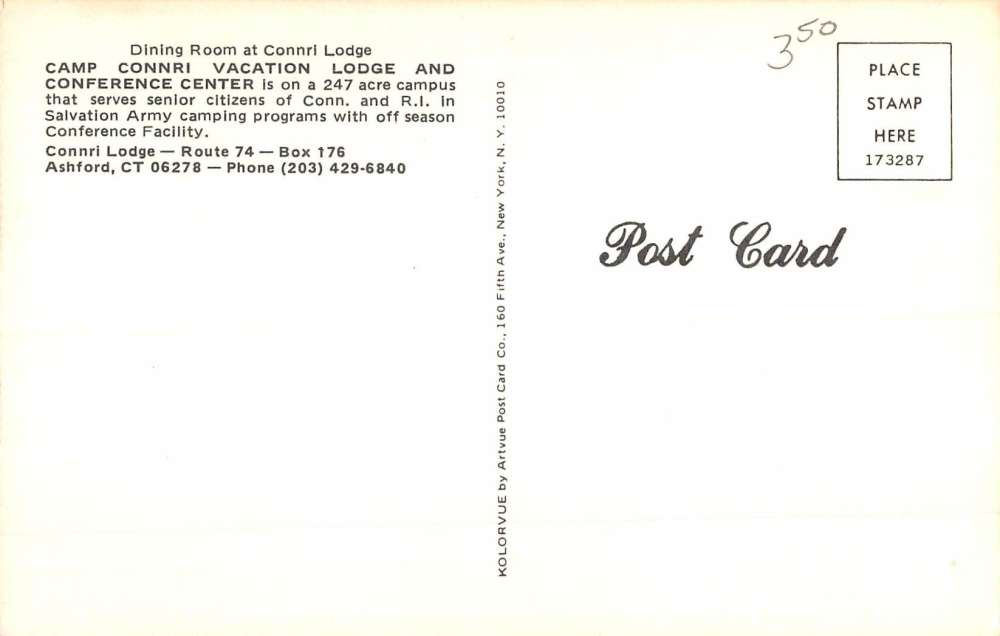 Dining Room at Connri Lodge
CAMP CONNRI VACATION LODGE AND
CONFERENCE CENTER is on a 247 acre campus
that serves senior citizens of Conn. and R.I. in
Salvation Army camping programs with off season
Conference Facility.
Connri Lodge — Route 74 — Box 176
Ashford, CT 06278 — Phone (203) 429-6840
KOLORVUE by Artvue Post Card Co., 160 Fifth Ave., New York, N. Y. 10010
3 50
PLACE
STAMP
HERE
173287
Post Card